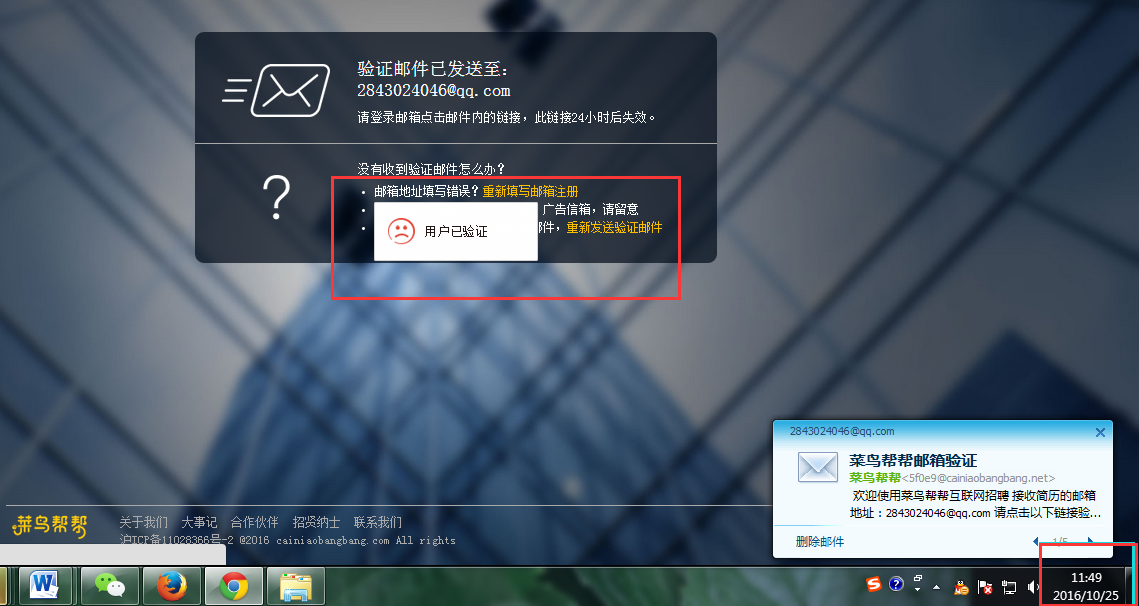 验证邮件已发送至：
2843024046@qq.com
请登录邮箱点击邮件内的链接，此链接24小时后失效。
没有收到验证邮件怎么办？
邮箱地址填写错误？重新填写邮箱注册
广告信箱，请留意
件，重新发送验证邮件
用户已验证
2843024046@qq.com
菜鸟帮帮邮箱验证
菜鸟帮帮<5f0e9@cainiaobangbang.net>
欢迎使用菜鸟帮帮互联网招聘 接收简历的邮箱
地址：2843024046@qq.com 请点击以下链接验...
删除邮件
1/5
菜鸟帮帮
关于我们 大事记 合作伙伴 招贤纳士 联系我们
沪ICP备11028366号-2 @2016 cainiaobangbang.com All rights
11:49
2016/10/25